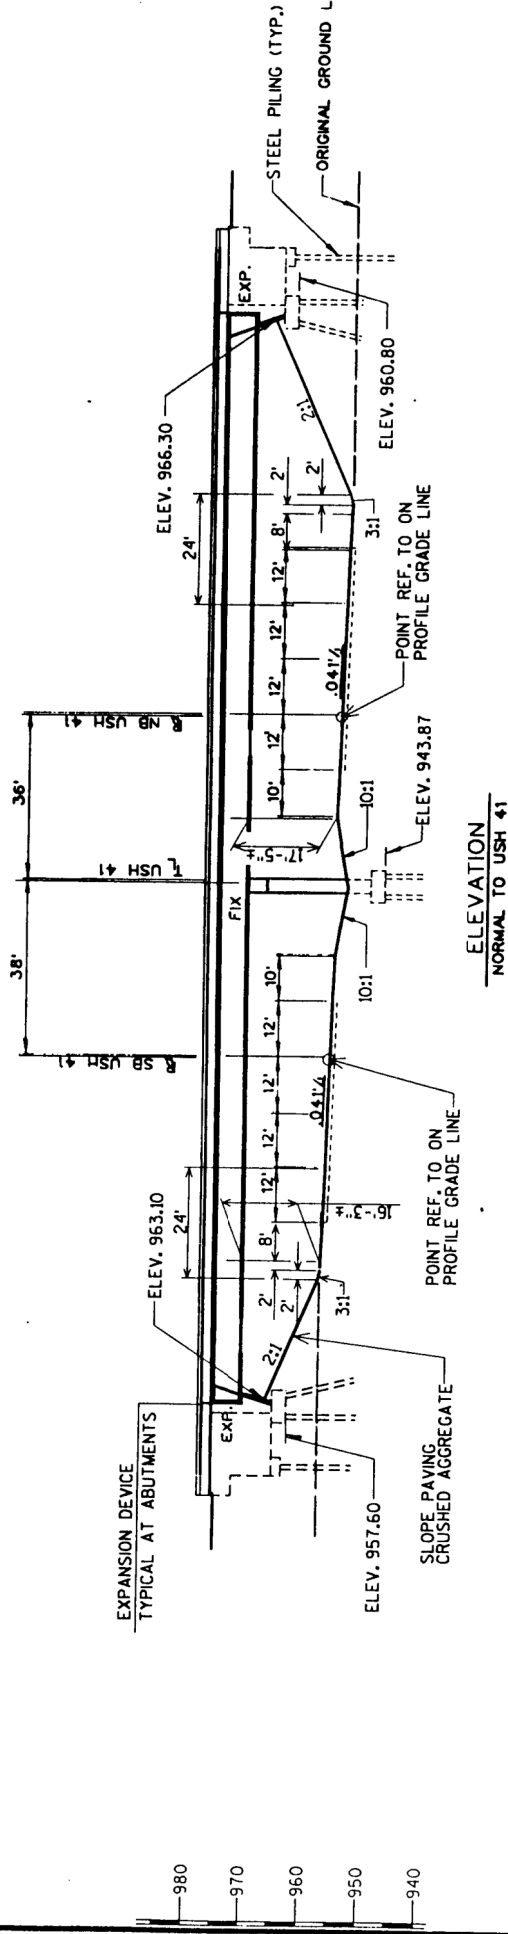 EXPANSION DEVICE
TYPICAL AT ABUTMENTS
38'
36'
℄ SB USH 41
T̲L USH 41
℄ NB USH 41
ELEV. 963.10
24'
24'
ELEV. 966.30
EXP.
FIX
EXP.
2:1
2'
2'
8'
12'
12'
12'
12'
10'
16'-3"±
.041'/'
17'-5"±
10'
12'
12'
12'
12'
8'
2'
2'
.041'/'
2:1
3:1
10:1
10:1
3:1
STEEL PILING (TYP.)
ORIGINAL GROUND L
ELEV. 957.60
SLOPE PAVING
CRUSHED AGGREGATE
POINT REF. TO ON
PROFILE GRADE LINE
ELEV. 943.87
POINT REF. TO ON
PROFILE GRADE LINE
ELEV. 960.80
980
970
960
950
940
ELEVATION
NORMAL TO USH 41